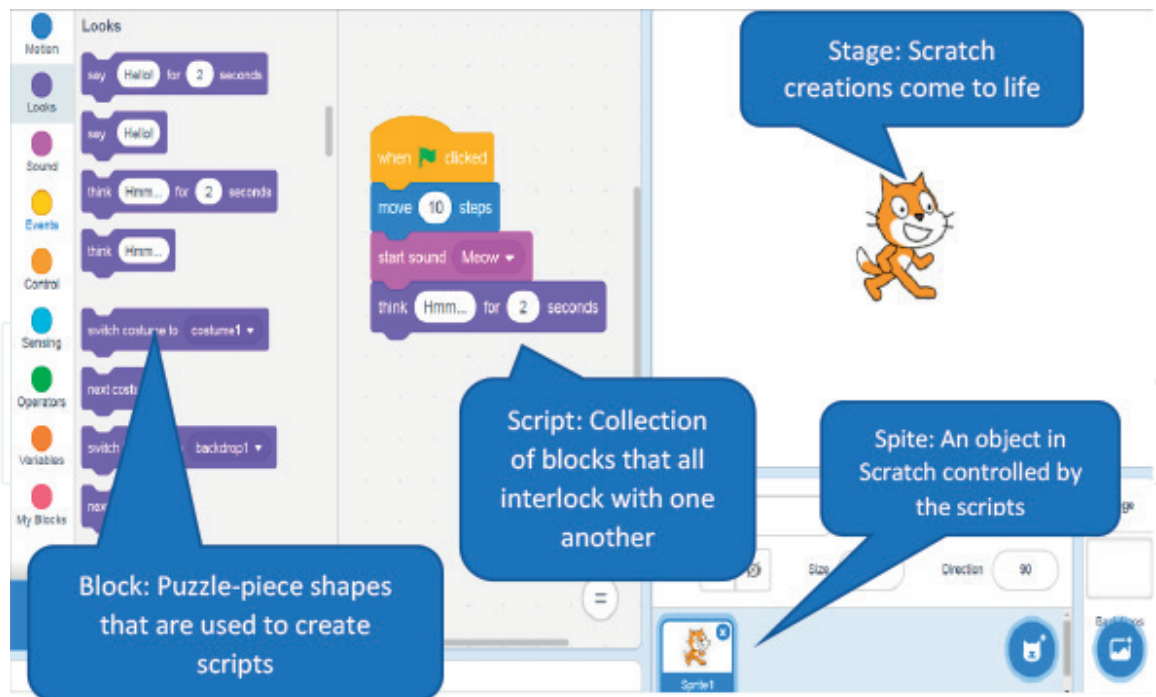 Motion
Looks
Sound
Events
Control
Sensing
Operators
Variables
My Blocks
Looks
say Hello! for 2 seconds
say Hello!
think Hmm... for 2 seconds
think Hmm...
switch costume to costume1
next
switch backdrop1
Block: Puzzle-piece shapes
that are used to create
scripts
when clicked
move 10 steps
start sound Meow
think Hmm... for 2 seconds
Script: Collection
of blocks that all
interlock with one
another
Stage: Scratch
creations come to life
Spite: An object in
Scratch controlled by
the scripts
Size
Direction 90
Sprite1